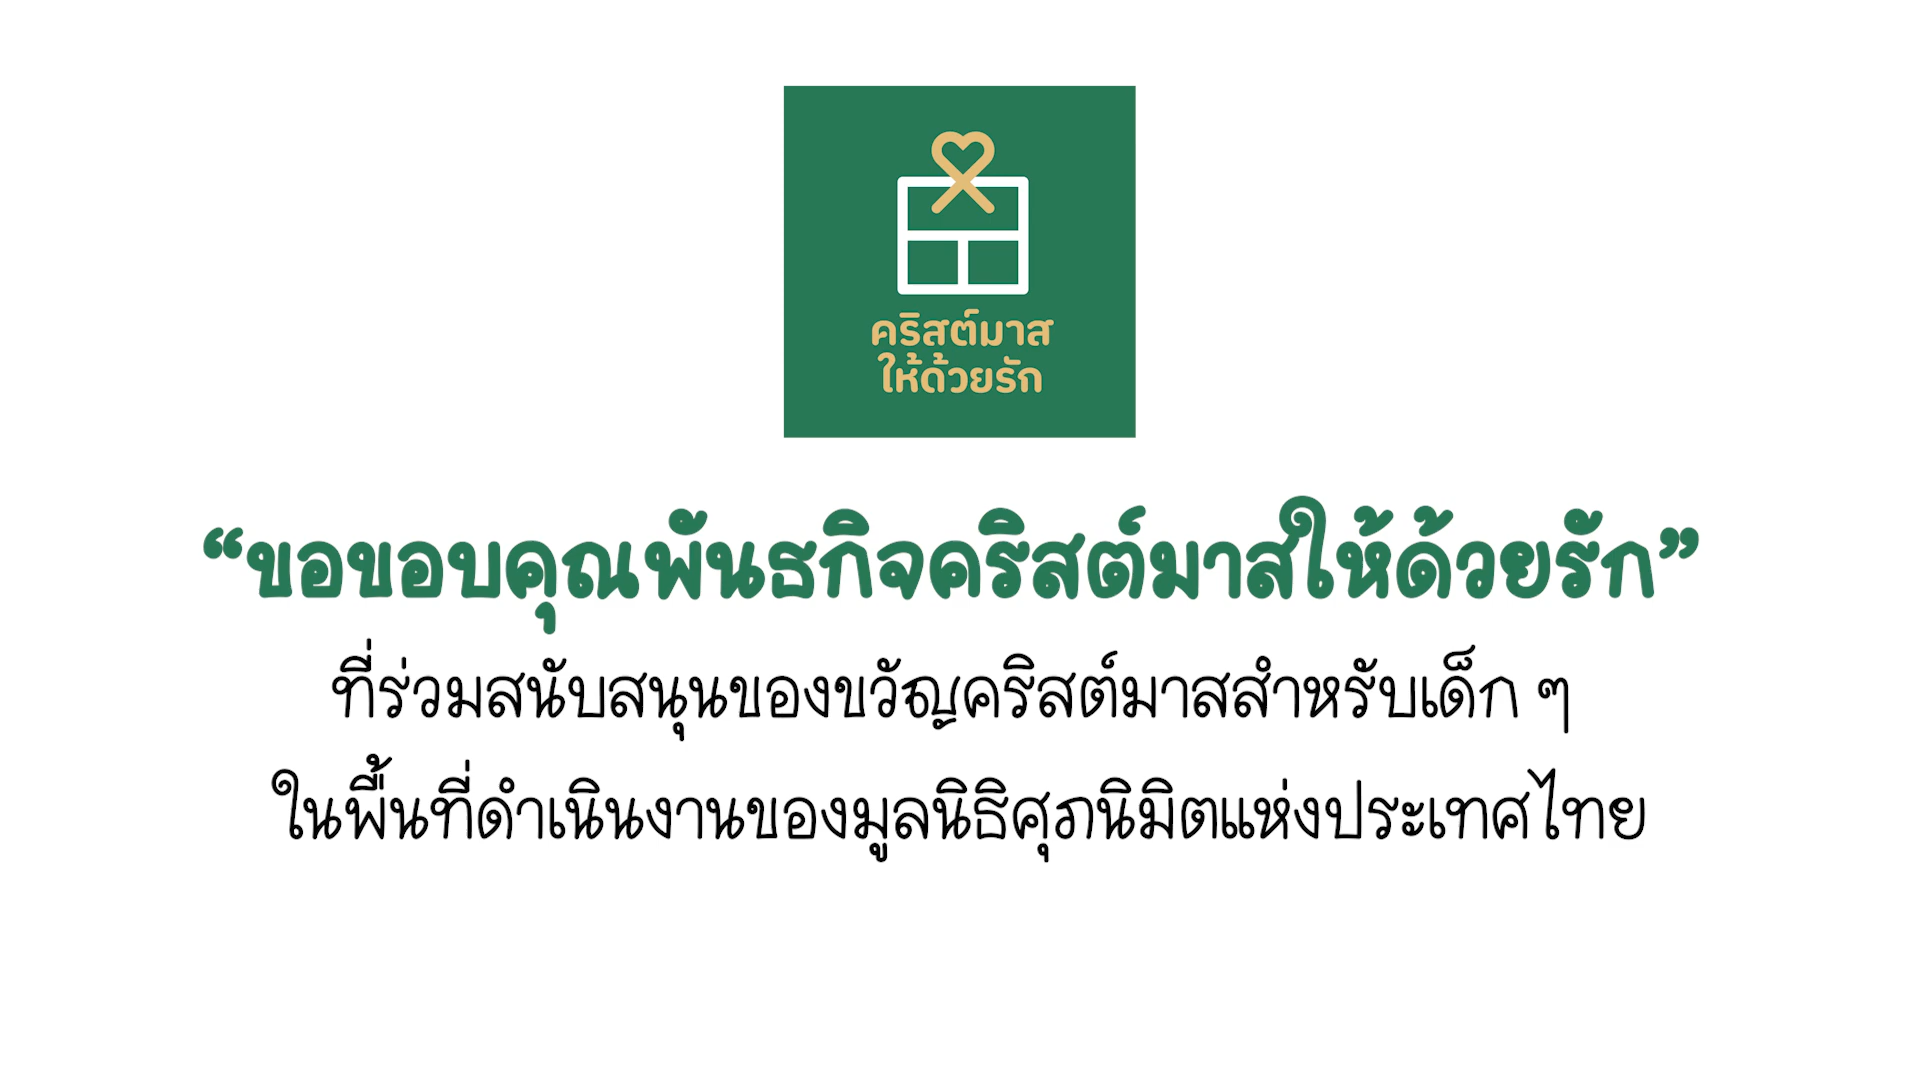 คริสต์มาส
ให้ด้วยรัก
“ขอขอบคุณพันธกิจคริสต์มาสให้ด้วยรัก”
ที่ร่วมสนับสนุนของขวัญคริสต์มาสสำหรับเด็ก ๆ
ในพื้นที่ดำเนินงานของมูลนิธิศุภนิมิตแห่งประเทศไทย